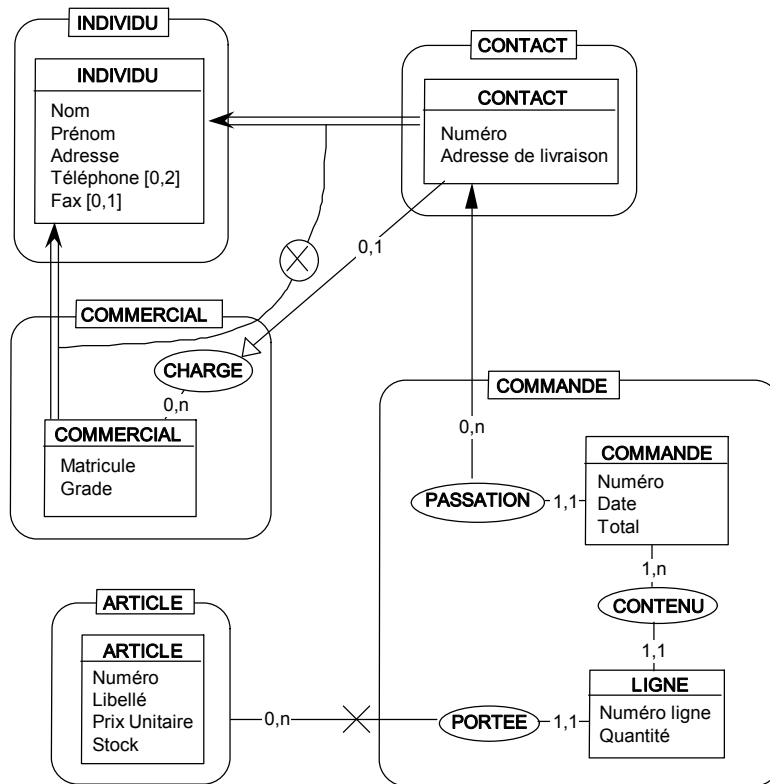 INDIVIDU
INDIVIDU
Nom
Prénom
Adresse
Téléphone [0,2]
Fax [0,1]
CONTACT
CONTACT
Numéro
Adresse de livraison
0,1
COMMERCIAL
CHARGE
0,n
COMMERCIAL
Matricule
Grade
COMMANDE
0,n
COMMANDE
Numéro
Date
Total
PASSATION
1,1
1,n
CONTENU
1,1
ARTICLE
ARTICLE
Numéro
Libellé
Prix Unitaire
Stock
0,n
PORTEE
1,1
LIGNE
Numéro ligne
Quantité